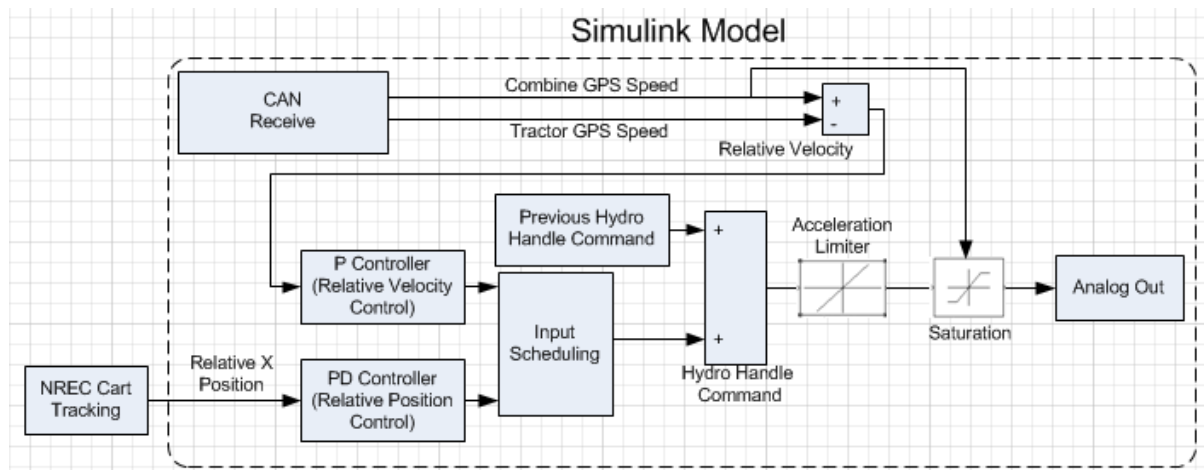 Simulink Model
CAN
Receive
Combine GPS Speed
Tractor GPS Speed
+
-
Relative Velocity
Previous Hydro
Handle Command
+
+
Hydro Handle
Command
Acceleration
Limiter
Saturation
Analog Out
P Controller
(Relative Velocity
Control)
Input
Scheduling
NREC Cart
Tracking
Relative X
Position
PD Controller
(Relative Position
Control)